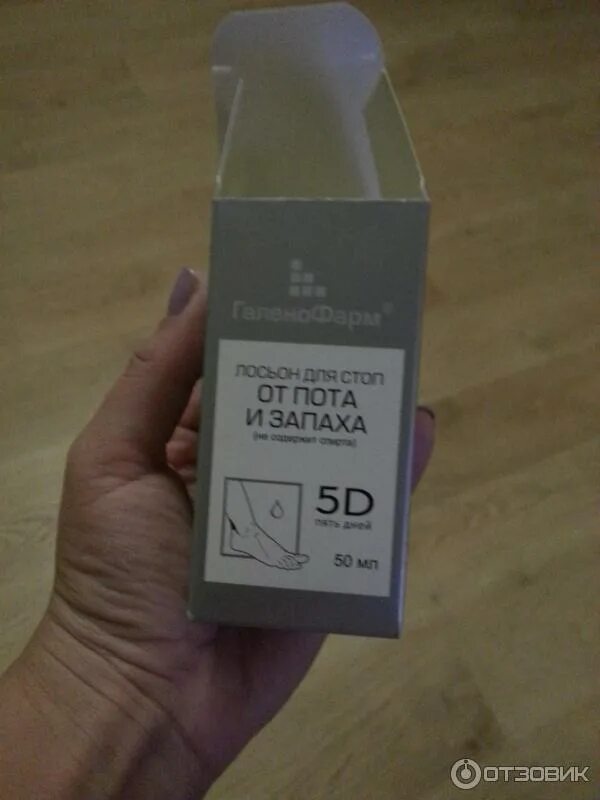 ГаленоФарм®
ЛОСЬОН ДЛЯ СТОП
ОТ ПОТА
И ЗАПАХА
(не содержит спирта)
5D
пять дней
50 мл
ОТЗОВИК